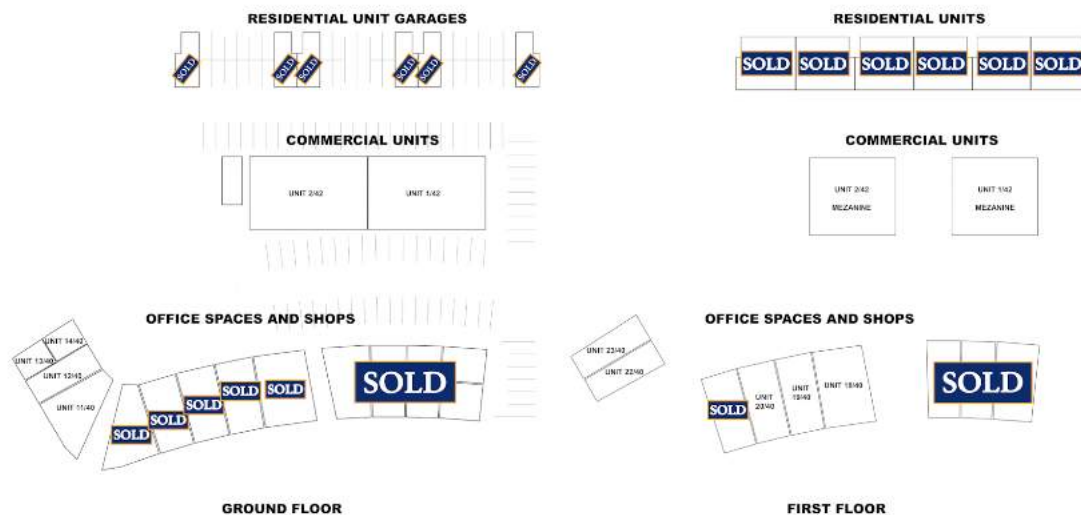 RESIDENTIAL UNIT GARAGES
SOLD
SOLD
SOLD
SOLD
SOLD
SOLD
COMMERCIAL UNITS
UNIT 2/42
UNIT 1/42
OFFICE SPACES AND SHOPS
UNIT 14/40
UNIT 13/40
UNIT 12/40
UNIT 11/40
SOLD
SOLD
SOLD
SOLD
SOLD
SOLD
GROUND FLOOR
RESIDENTIAL UNITS
SOLD
SOLD
SOLD
SOLD
SOLD
SOLD
COMMERCIAL UNITS
UNIT 2/42
MEZANINE
UNIT 1/42
MEZANINE
OFFICE SPACES AND SHOPS
UNIT 23/40
UNIT 22/40
SOLD
UNIT
20/40
UNIT
19/40
UNIT 18/40
SOLD
FIRST FLOOR